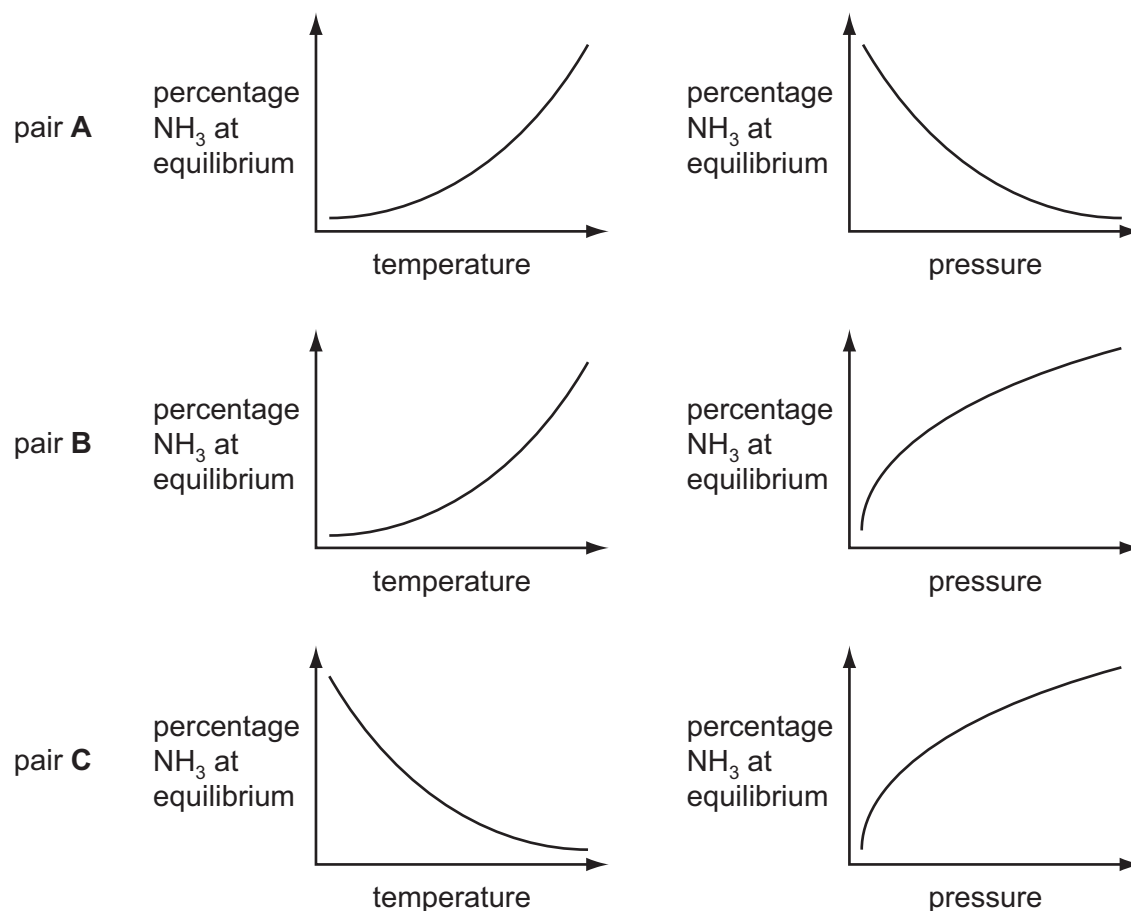 pair A
percentage
NH₃ at
equilibrium
temperature
percentage
NH₃ at
equilibrium
pressure
pair B
percentage
NH₃ at
equilibrium
temperature
percentage
NH₃ at
equilibrium
pressure
pair C
percentage
NH₃ at
equilibrium
temperature
percentage
NH₃ at
equilibrium
pressure